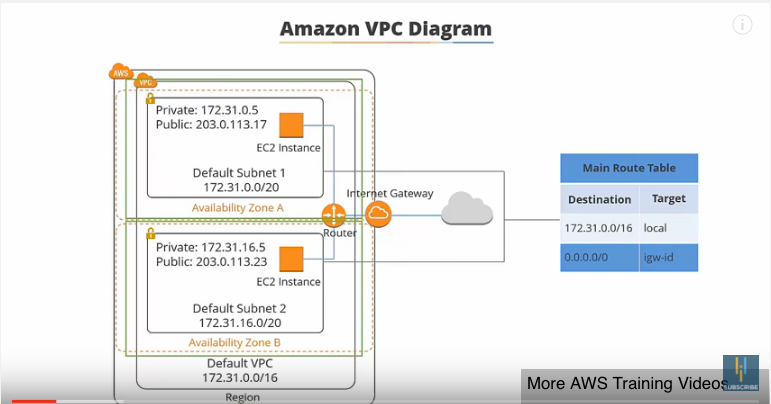 Amazon VPC Diagram
AWS
VPC
Private: 172.31.0.5
Public: 203.0.113.17
EC2 Instance
Default Subnet 1
172.31.0.0/20
Availability Zone A
Internet Gateway
Router
Private: 172.31.16.5
Public: 203.0.113.23
EC2 Instance
Default Subnet 2
172.31.16.0/20
Availability Zone B
Default VPC
172.31.0.0/16
Region
Main Route Table
Destination Target
172.31.0.0/16 local
0.0.0.0/0 igw-id
More AWS Training Videos
SUBSCRIBE